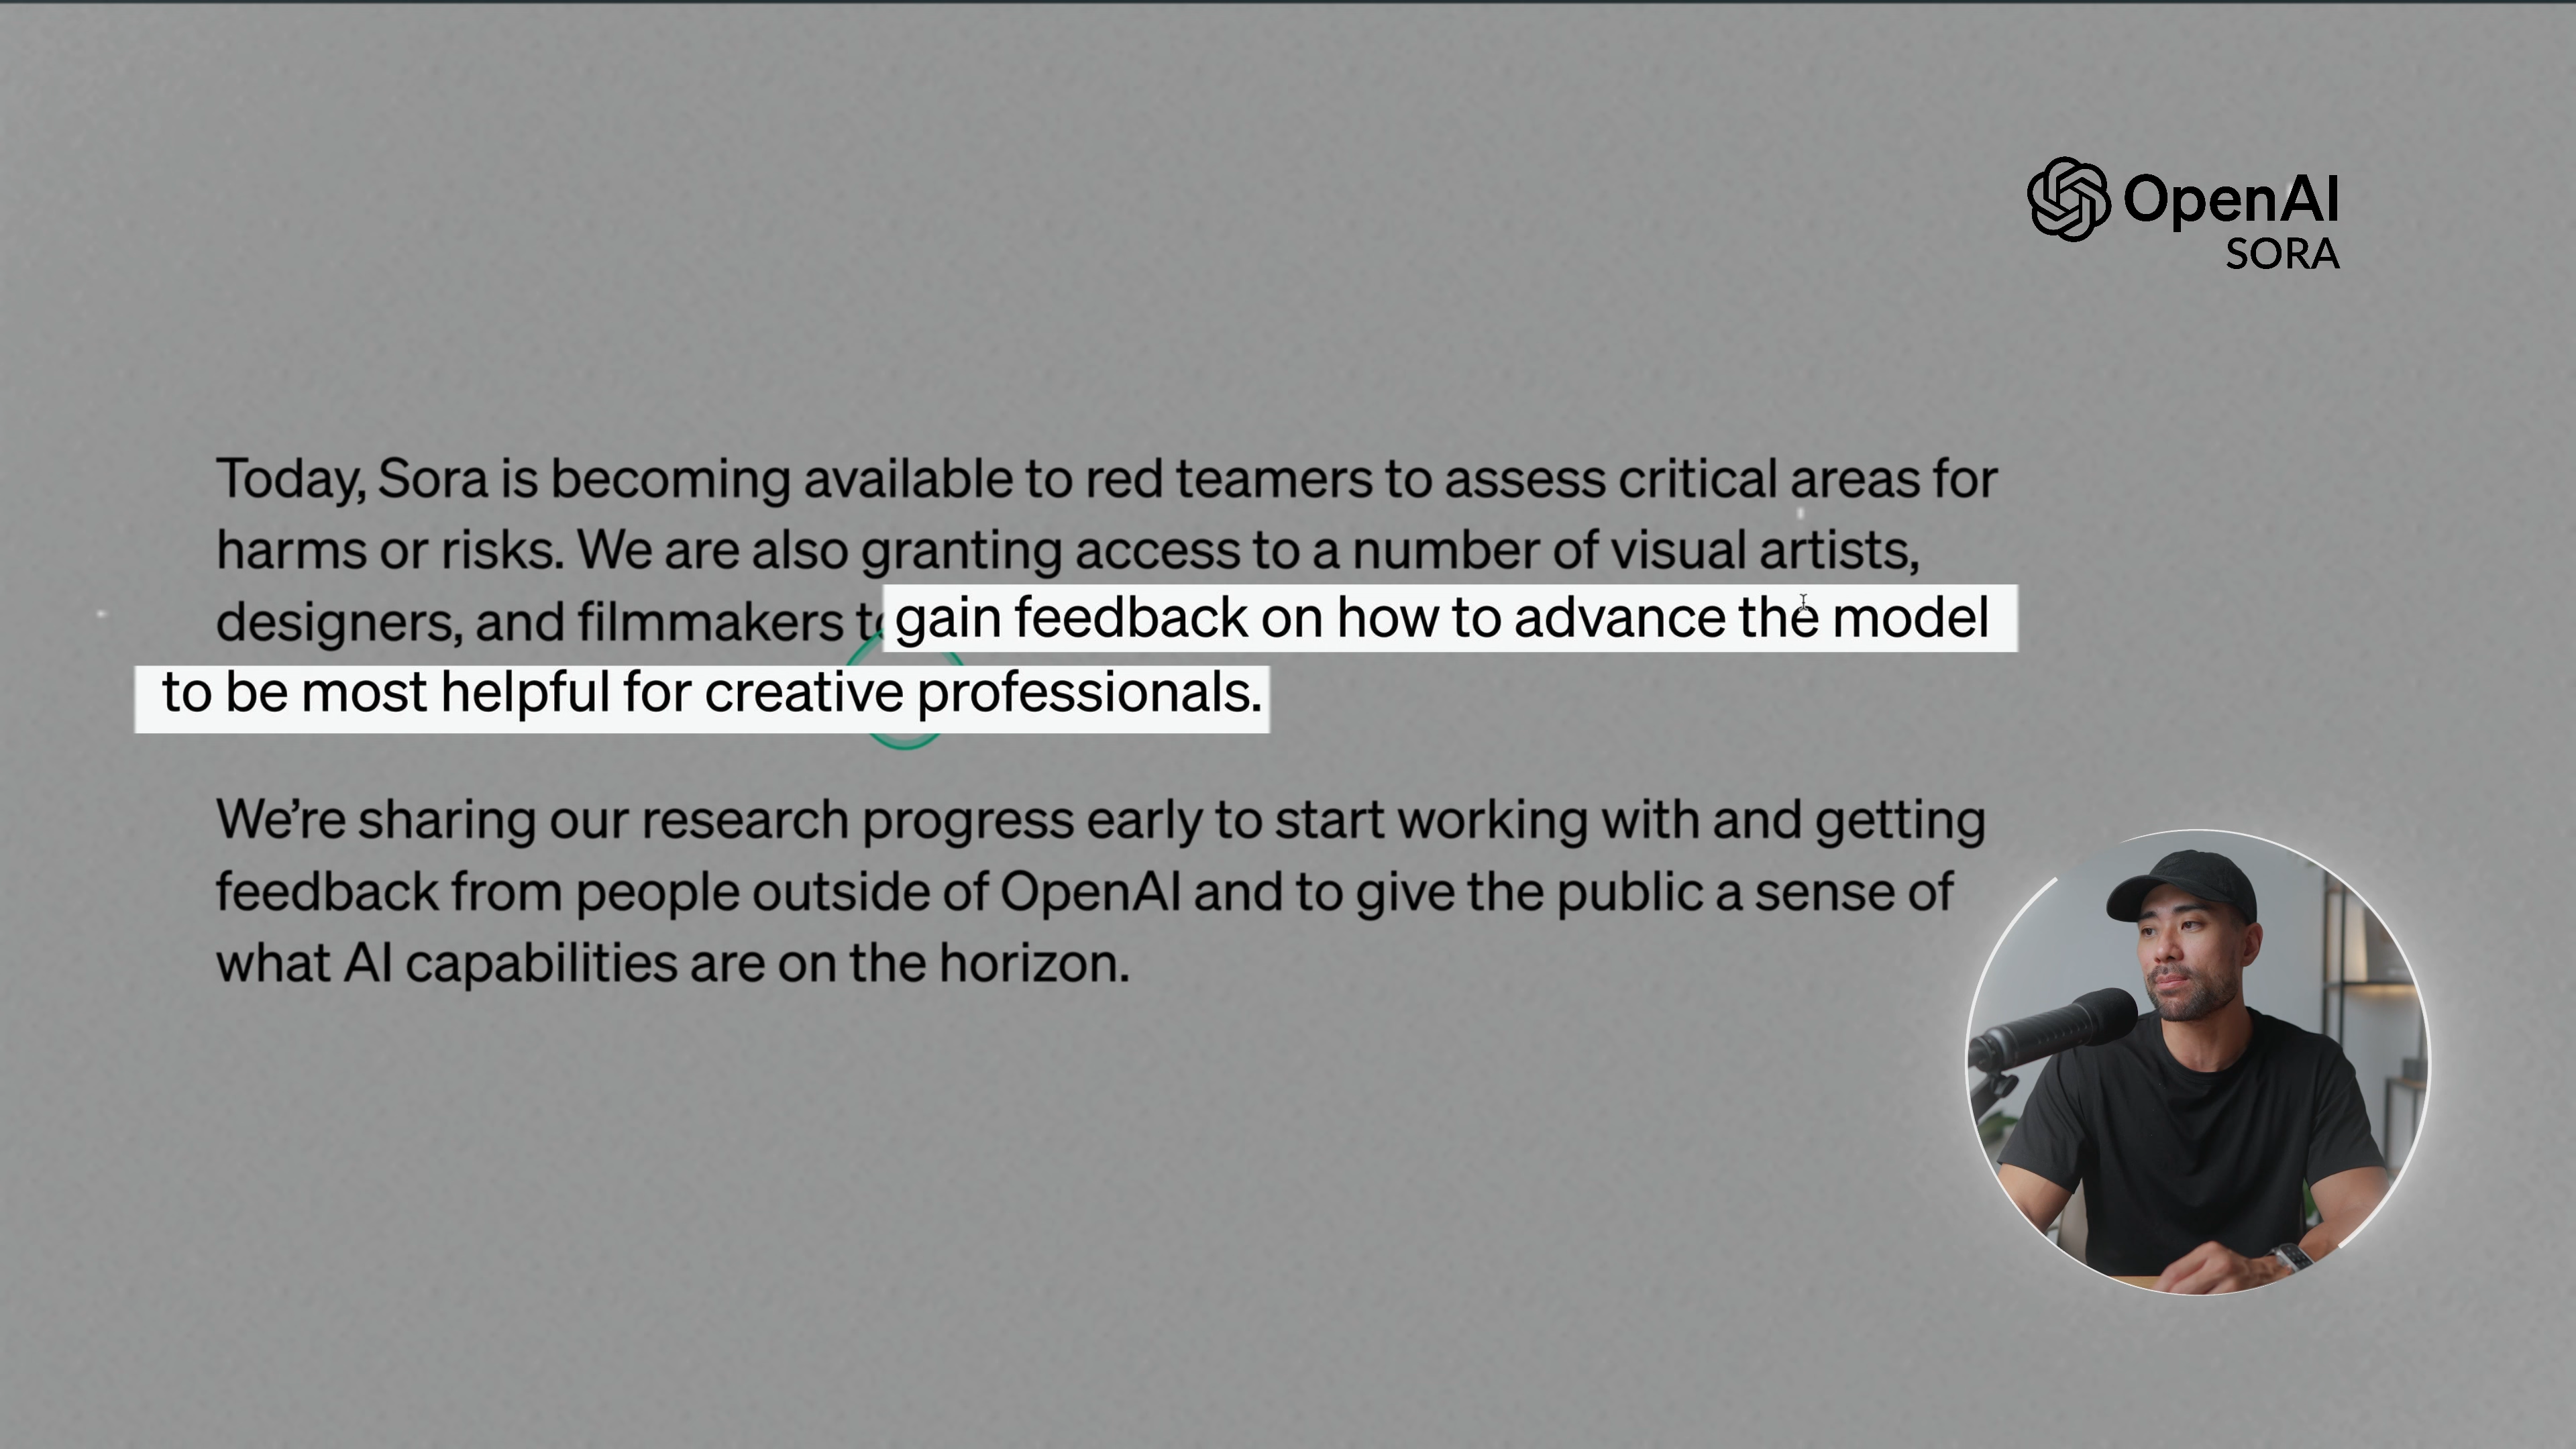 OpenAI
SORA
Today, Sora is becoming available to red teamers to assess critical areas for
harms or risks. We are also granting access to a number of visual artists,
designers, and filmmakers to gain feedback on how to advance the model
to be most helpful for creative professionals.
We’re sharing our research progress early to start working with and getting
feedback from people outside of OpenAI and to give the public a sense of
what AI capabilities are on the horizon.